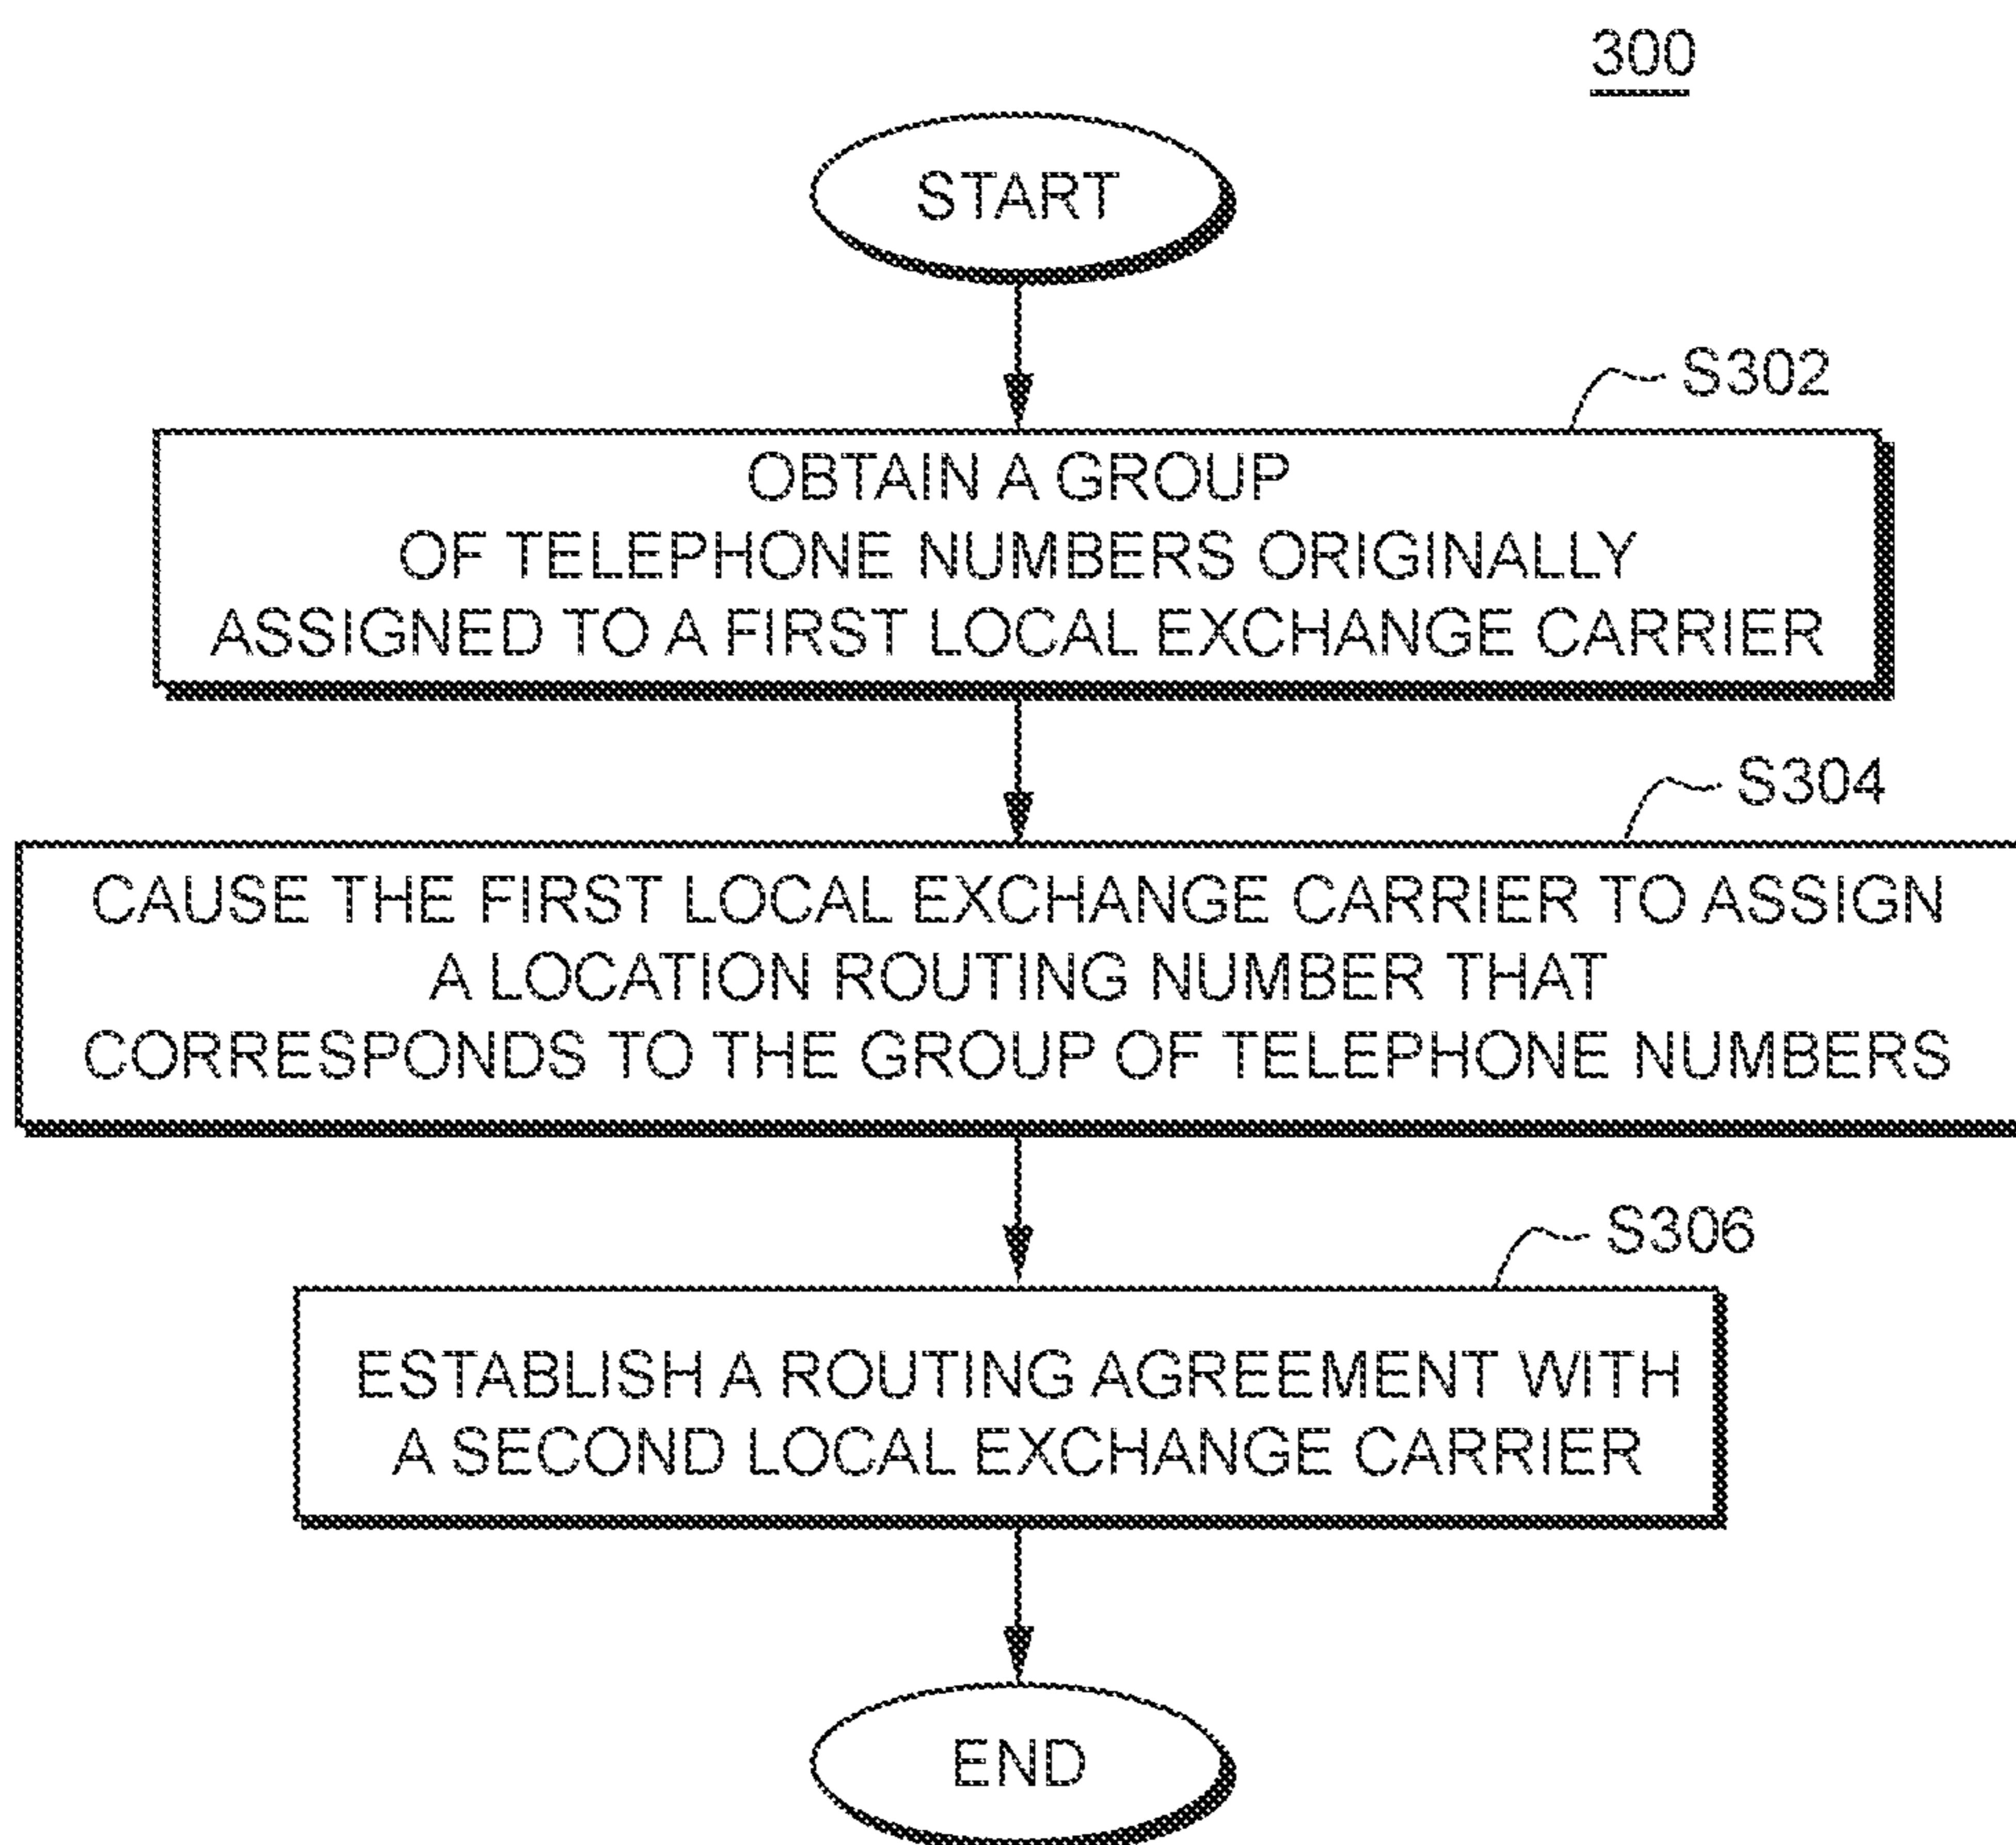 300
START
S302
OBTAIN A GROUP
OF TELEPHONE NUMBERS ORIGINALLY
ASSIGNED TO A FIRST LOCAL EXCHANGE CARRIER
S304
CAUSE THE FIRST LOCAL EXCHANGE CARRIER TO ASSIGN
A LOCATION ROUTING NUMBER THAT
CORRESPONDS TO THE GROUP OF TELEPHONE NUMBERS
S306
ESTABLISH A ROUTING AGREEMENT WITH
A SECOND LOCAL EXCHANGE CARRIER
END